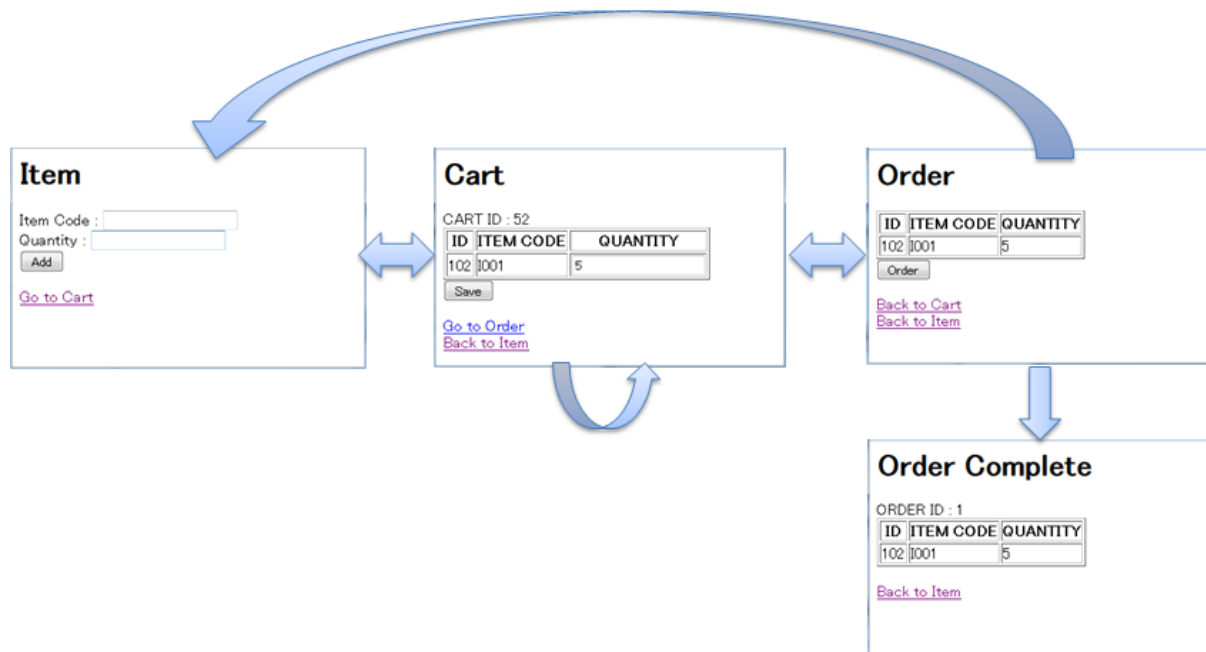 Item
Item Code :
Quantity :
Add
Go to Cart
Cart
CART ID : 52
ID ITEM CODE QUANTITY
102 I001 5
Save
Go to Order
Back to Item
Order
ID ITEM CODE QUANTITY
102 I001 5
Order
Back to Cart
Back to Item
Order Complete
ORDER ID : 1
ID ITEM CODE QUANTITY
102 I001 5
Back to Item